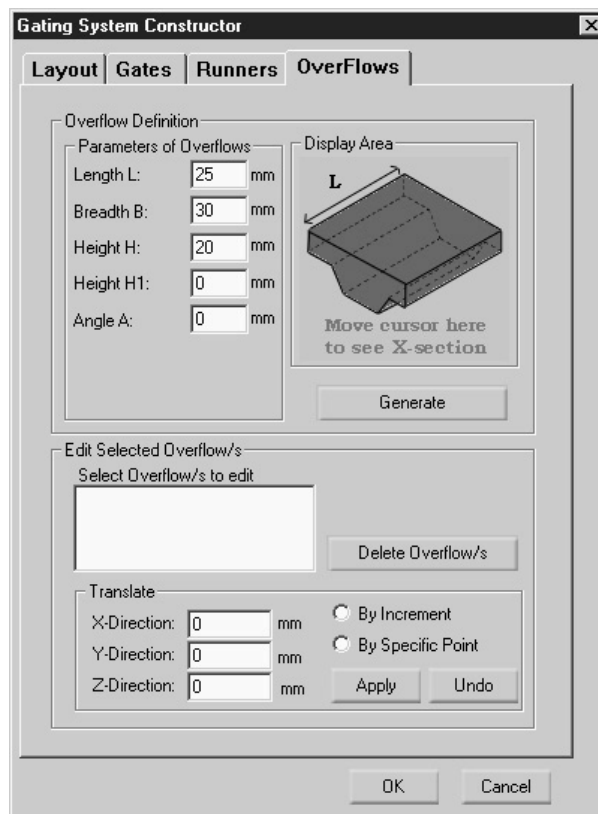 Gating System Constructor
Layout Gates Runners OverFlows
Overflow Definition
Parameters of Overflows
Length L: 25 mm
Breadth B: 30 mm
Height H: 20 mm
Height H1: 0 mm
Angle A: 0 mm
Display Area
L
Move cursor here
to see X-section
Generate
Edit Selected Overflow/s
Select Overflow/s to edit
Delete Overflow/s
Translate
X-Direction: 0 mm
Y-Direction: 0 mm
Z-Direction: 0 mm
By Increment
By Specific Point
Apply Undo
OK Cancel